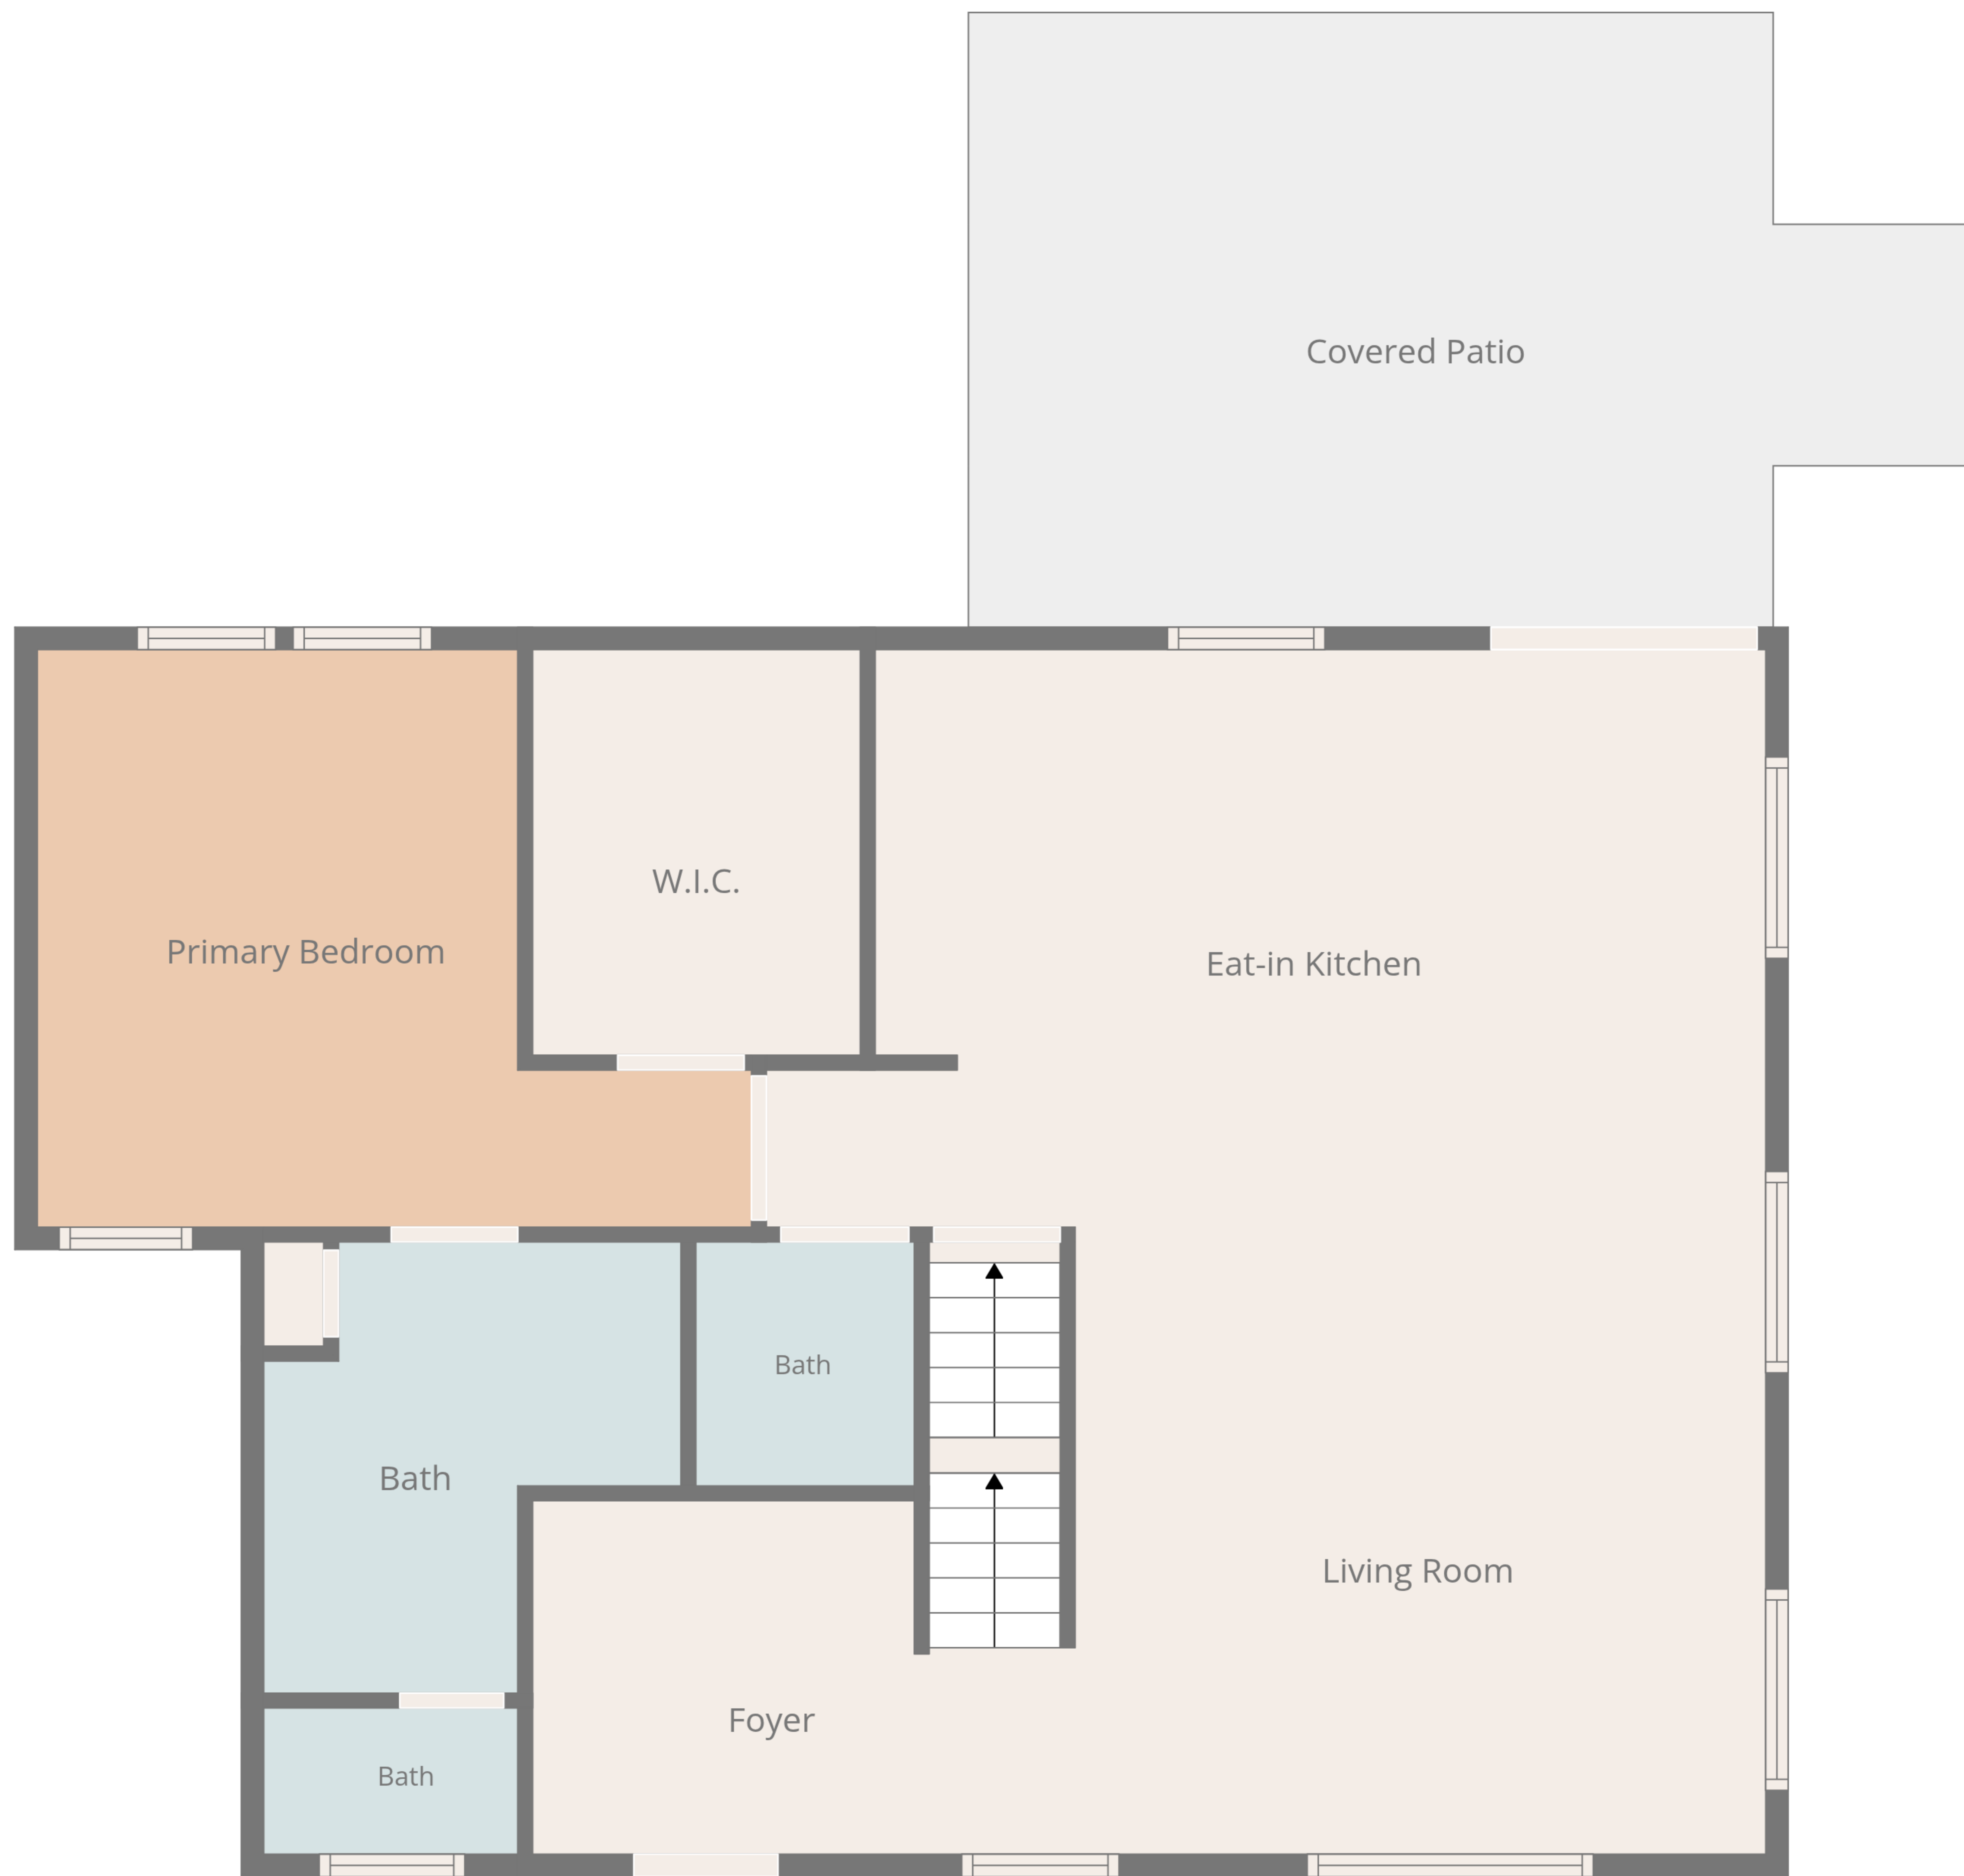 Covered Patio
W.I.C.
Primary Bedroom
Eat-in Kitchen
Bath
Bath
Living Room
Foyer
Bath